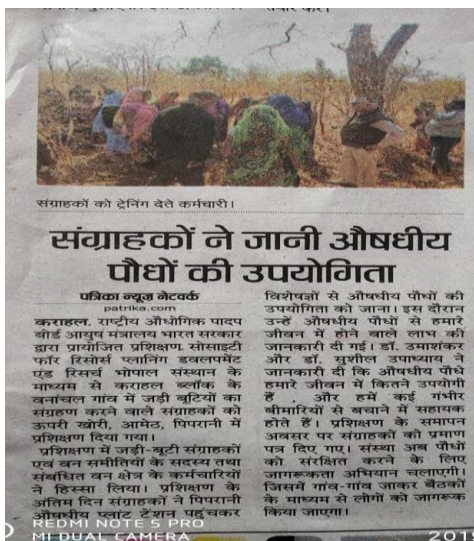 संग्राहकों को ट्रेनिंग देते कर्मचारी।
संग्राहकों ने जानी औषधीय
पौधों की उपयोगिता
पत्रिका न्यूज नेटवर्क
patrika.com
कराहल. राष्ट्रीय औधोगिक पादप
बोर्ड आयुष मंत्रालय भारत सरकार
द्वारा प्रायोजित प्रशिक्षण. सोसाइटी
फॉर रिसोर्स प्लानिंग डवलपमेंट
एंड रिसर्च भोपाल संस्थान के
माध्यम से कराहल ब्लॉक के
वनांचल गांव में जड़ी बूटियों का
संग्रहण करने वाले संग्राहकों को
ऊपरी खोरी, आमेठ, पिपरानी में
प्रशिक्षण दिया गया।
प्रशिक्षण में जड़ी-बूटी संग्राहकों
एवं वन समीतियों के सदस्य तथा
संबधित वन क्षेत्र के कर्मचारियों
ने हिस्सा लिया। प्रशिक्षण के
अंतिम दिन संग्राहकों ने पिपरानी
औषधीय प्लांट टेंशन पहुंचकर
विशेषज्ञों से औषधीय पौधों की
उपयोगिता को जाना। इस दौरान
उन्हें औषधीय पौधों से हमारे
जीवन में होने वाले लाभ की
जानकारी दी गई। डॉ. उमाशंकर
और डॉ. सुशील उपाध्याय ने
जानकारी दी कि औषधीय पौधे
हमारे जीवन में कितने उपयोगी
हैं . और हमें कई गंभीर
बीमारियों से बचाने में सहायक
होते हैं। प्रशिक्षण के समापन
अवसर पर संग्राहकों को प्रमाण
पत्र दिए गए। संस्था अब पौधों
को संरक्षित करने के लिए
जागरूकता अभियान चलाएगी।
जिसमें गांव-गांव जाकर बैठकों
के माध्यम से लोगों को जागरूक
किया जाएगा।
REDMI NOTE 5 PRO
MI DUAL CAMERA